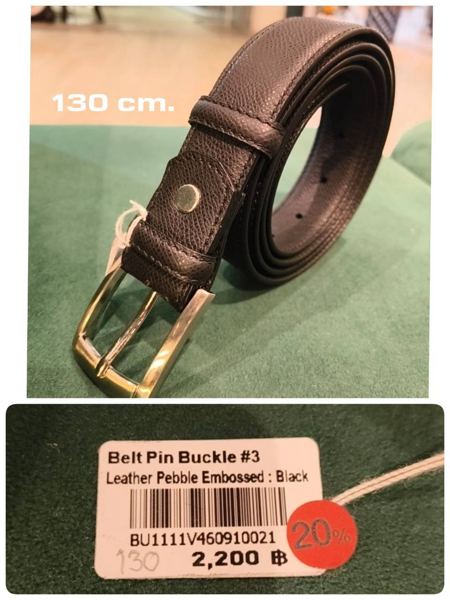 130 cm.
Belt Pin Buckle #3
Leather Pebble Embossed : Black
BU1111V460910021
20%
130
2,200 ฿